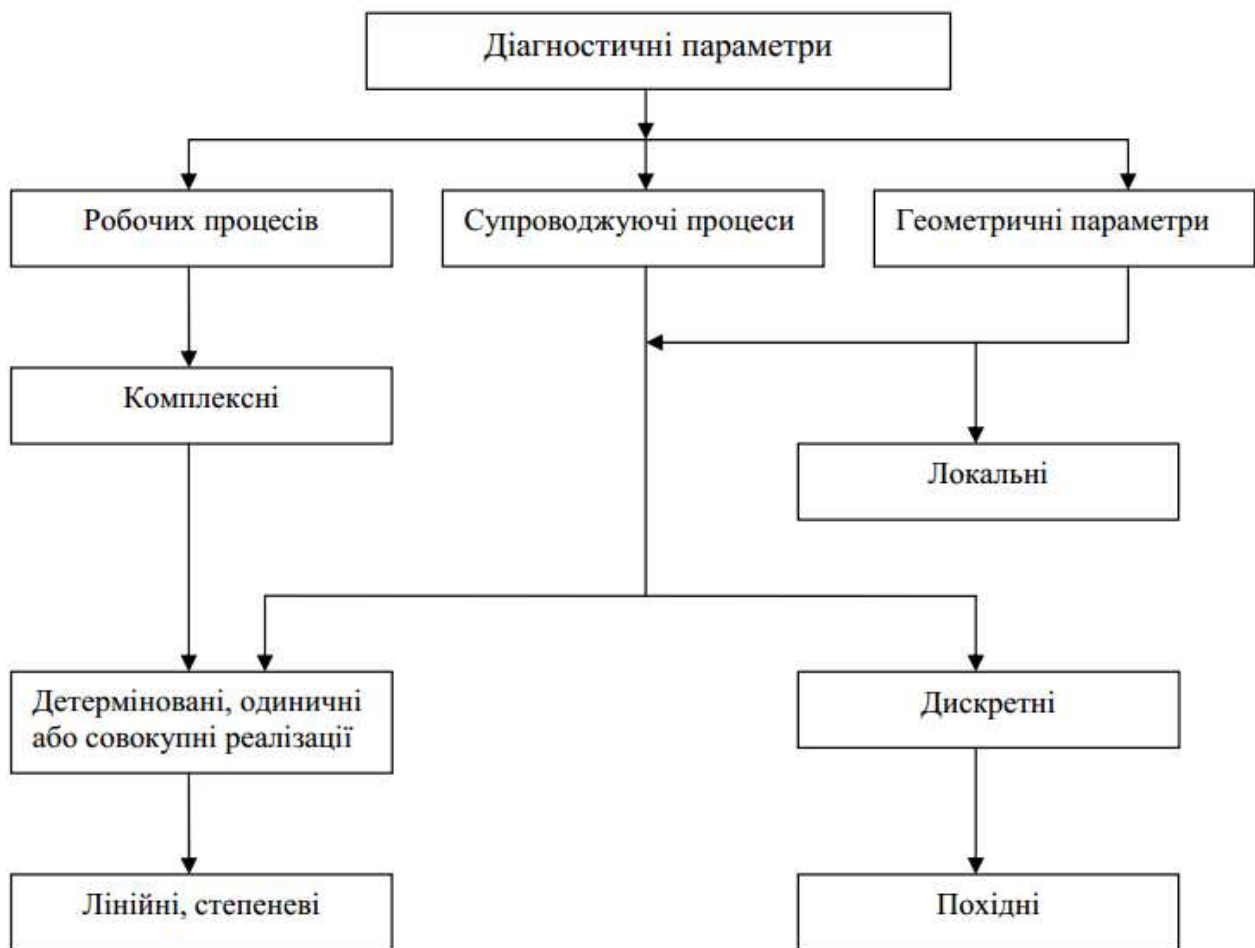 Діагностичні параметри
Робочих процесів
Супроводжуючі процеси
Геометричні параметри
Комплексні
Локальні
Детерміновані, одиничні
або совокупні реалізації
Дискретні
Лінійні, степеневі
Похідні